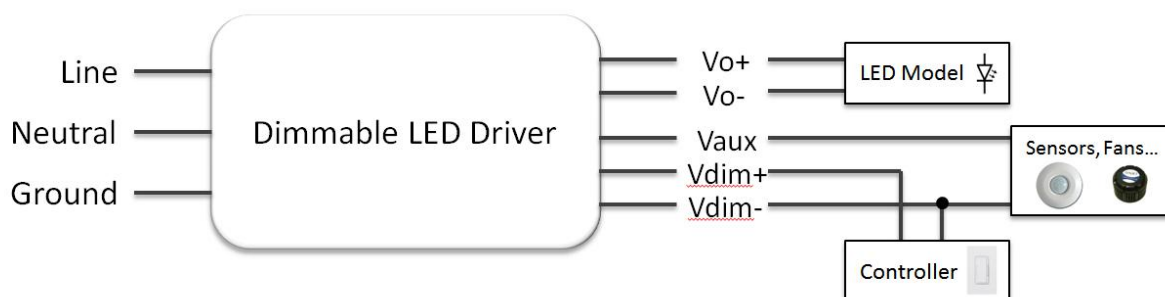 Line
Neutral
Ground
Dimmable LED Driver
Vo+
Vo-
Vaux
Vdim+
Vdim-
LED Model
Sensors, Fans...
Controller